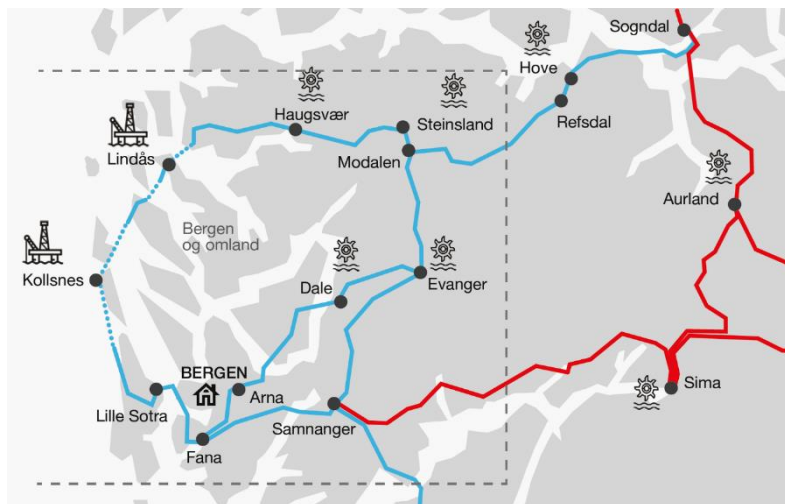 Sogndal
Hove
Refsdal
Haugsvær
Steinsland
Modalen
Lindås
Aurland
Bergen
og omland
Kollsnes
Dale
Evanger
BERGEN
Lille Sotra
Arna
Samnanger
Sima
Fana